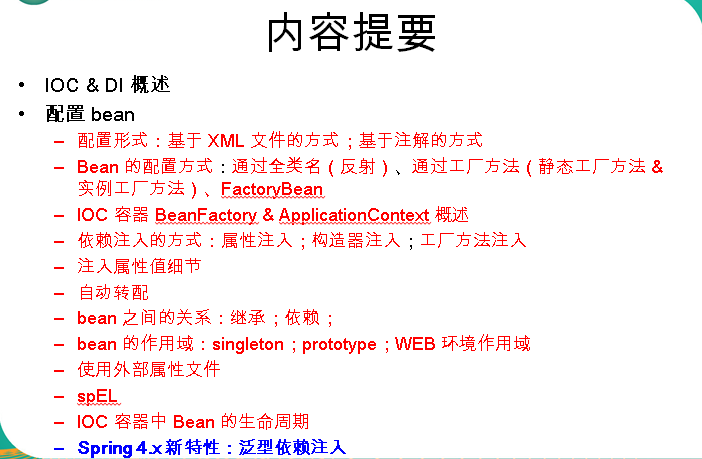 内容提要
• IOC & DI 概述
• 配置 bean
– 配置形式：基于 XML 文件的方式；基于注解的方式
– Bean 的配置方式：通过全类名（反射）、通过工厂方法（静态工厂方法 &
实例工厂方法）、FactoryBean
– IOC 容器 BeanFactory & ApplicationContext 概述
– 依赖注入的方式：属性注入；构造器注入；工厂方法注入
– 注入属性值细节
– 自动转配
– bean 之间的关系：继承；依赖；
– bean 的作用域：singleton；prototype；WEB 环境作用域
– 使用外部属性文件
– spEL
– IOC 容器中 Bean 的生命周期
– Spring 4.x 新特性：泛型依赖注入